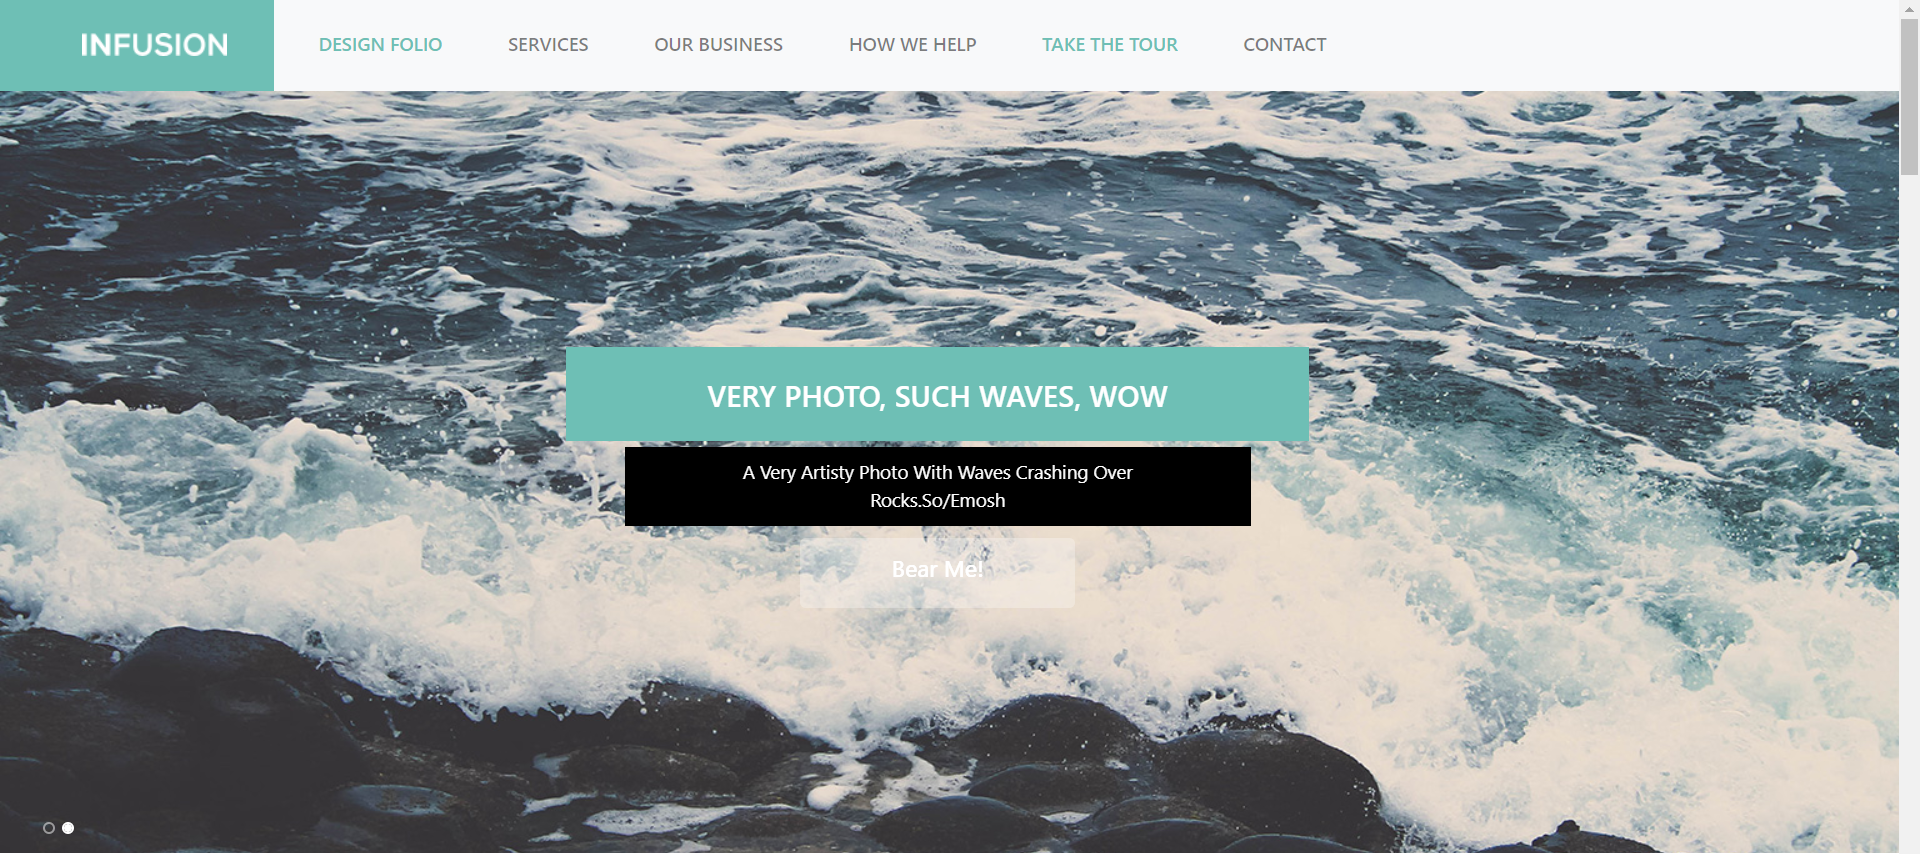 INFUSION
DESIGN FOLIO
SERVICES
OUR BUSINESS
HOW WE HELP
TAKE THE TOUR
CONTACT
VERY PHOTO, SUCH WAVES, WOW
A Very Artisty Photo With Waves Crashing Over
Rocks.So/Emosh
Bear Me!